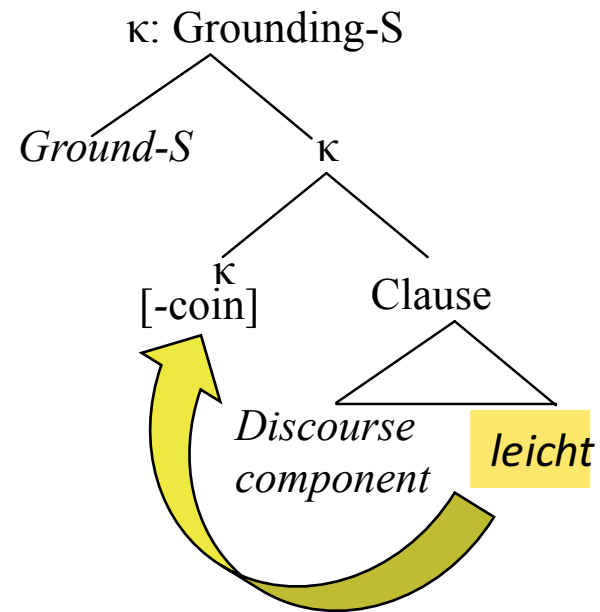 κ: Grounding-S
Ground-S
κ
κ
[-coin]
Clause
Discourse
component
leicht